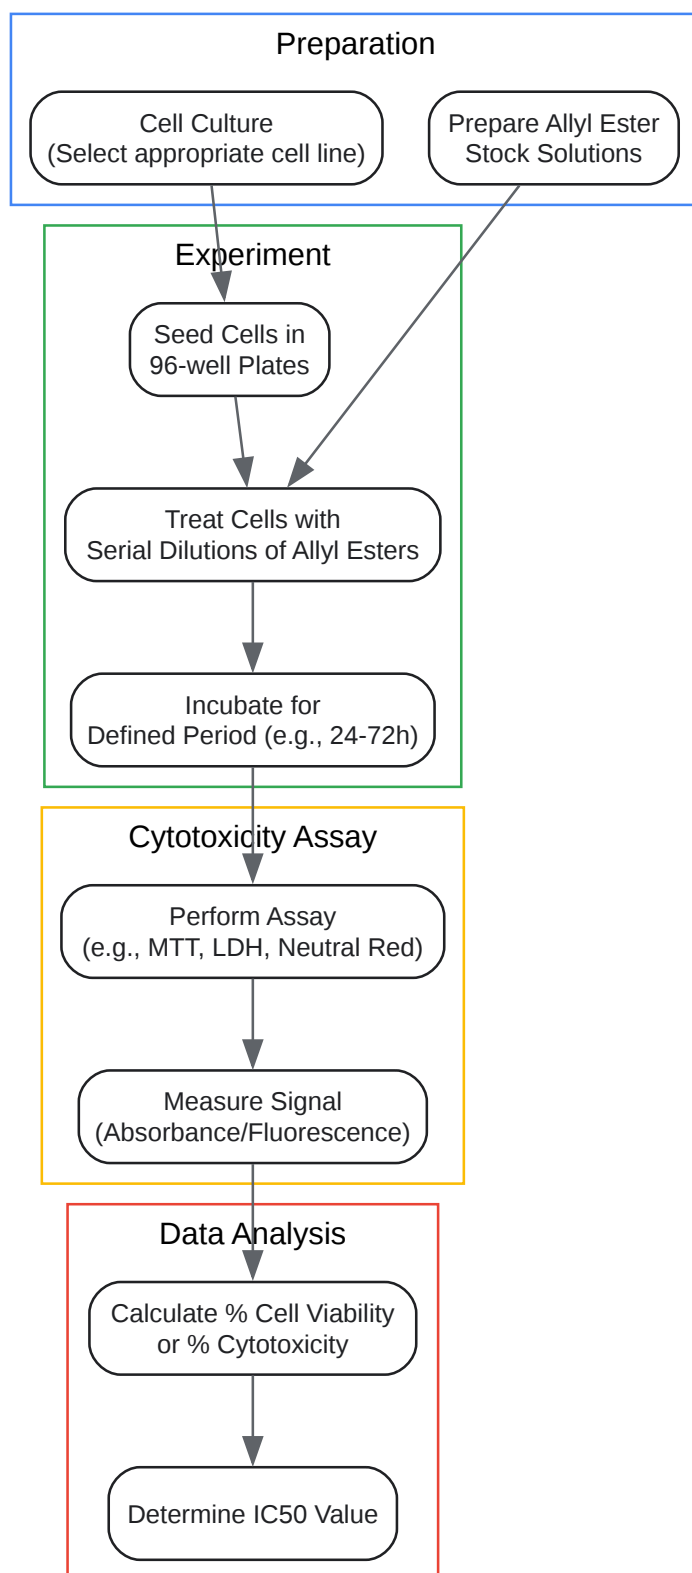 Preparation
Cell Culture
(Select appropriate cell line)
Prepare Allyl Ester
Stock Solutions
Experiment
Seed Cells in
96-well Plates
Treat Cells with
Serial Dilutions of Allyl Esters
Incubate for
Defined Period (e.g., 24-72h)
Cytotoxicity Assay
Perform Assay
(e.g., MTT, LDH, Neutral Red)
Measure Signal
(Absorbance/Fluorescence)
Data Analysis
Calculate % Cell Viability
or % Cytotoxicity
Determine IC50 Value